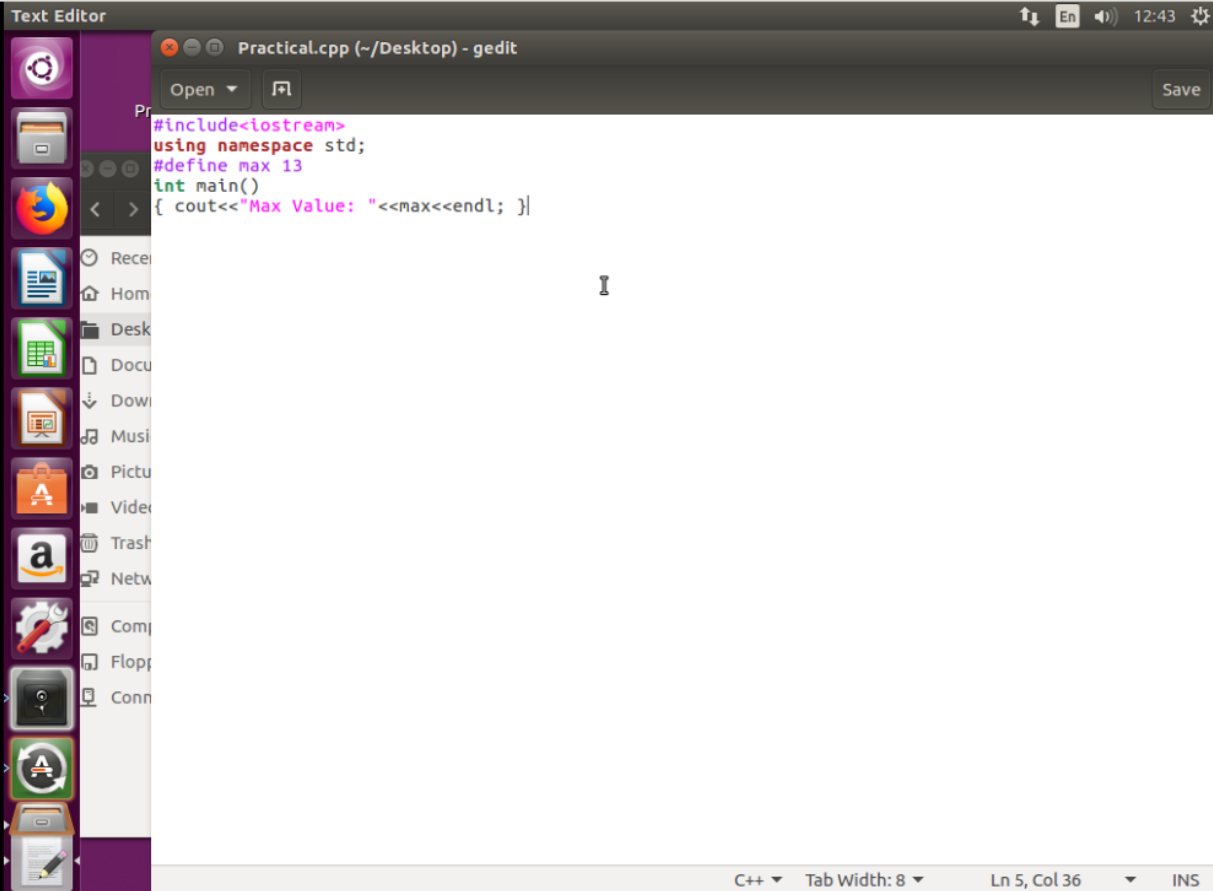 Text Editor
En
12:43
Practical.cpp (~/Desktop) - gedit
Open
Save
Pr
#include<iostream>
using namespace std;
#define max 13
int main()
{ cout<<"Max Value: "<<max<<endl; }
Recen
Hom
Desk
Docu
Dow
Musi
Pictu
Video
Trash
Netw
Comp
Flopp
Conn
a
C++
Tab Width: 8
Ln 5, Col 36
INS